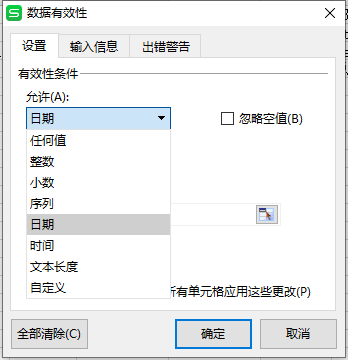 数据有效性
设置 输入信息 出错警告
有效性条件
允许(A):
日期
忽略空值(B)
任何值
整数
小数
序列
日期
时间
文本长度
自定义
所有单元格应用这些更改(P)
全部清除(C) 确定 取消